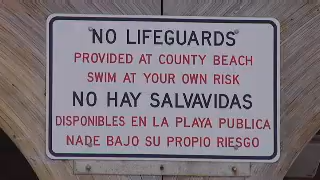 NO LIFEGUARDS
PROVIDED AT COUNTY BEACH
SWIM AT YOUR OWN RISK
NO HAY SALVAVIDAS
DISPONIBLES EN LA PLAYA PUBLICA
NADE BAJO SU PROPIO RIESGO